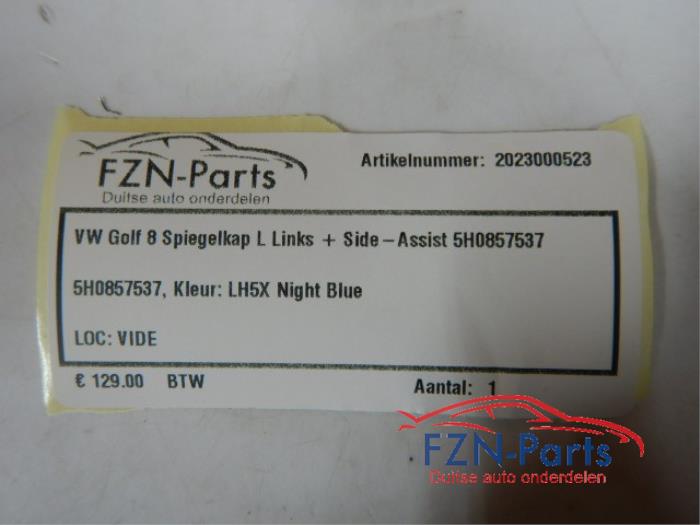 FZN-Parts
Duitse auto onderdelen
Artikelnummer: 2023000523
VW Golf 8 Spiegelkap L Links + Side-Assist 5H0857537
5H0857537, Kleur: LH5X Night Blue
LOC: VIDE
€ 129.00 BTW
Aantal: 1
FZN-Parts
Duitse auto onderdelen